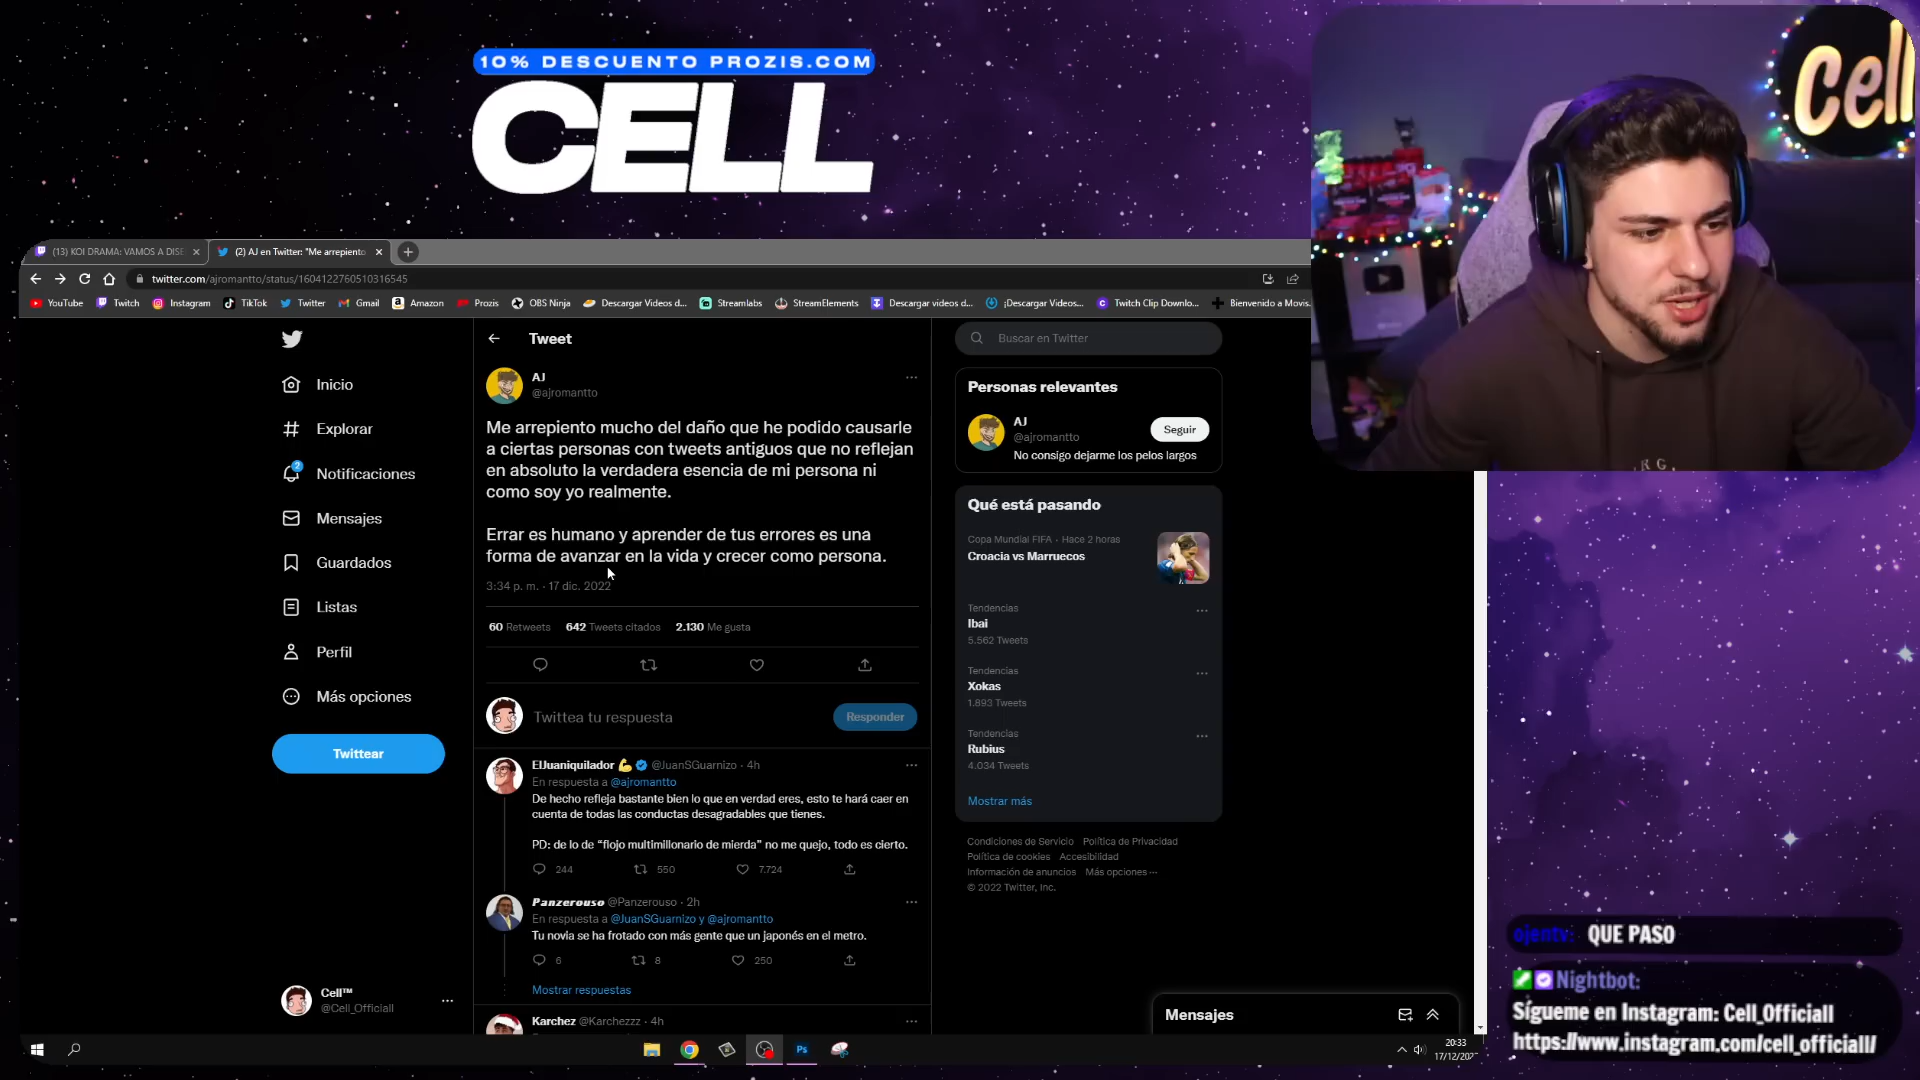 10% DESCUENTO PROZIS.COM
CELL
cell
(13) KOI DRAMA: VAMOS A DISE
(2) AJ en Twitter: "Me arrepiento
twitter.com/ajromantto/status/1604122760510316545
YouTube Twitch Instagram TikTok Twitter Gmail Amazon Prozis OBS Ninja Descargar Videos d... Streamlabs StreamElements Descargar videos d... ¡Descargar Videos... Twitch Clip Downlo... Bienvenido a Movis.
Inicio
Explorar
2
Notificaciones
Mensajes
Guardados
Listas
Perfil
Más opciones
Twittear
Cell™
@Cell_Officiall
Tweet
AJ
@ajromantto
Me arrepiento mucho del daño que he podido causarle
a ciertas personas con tweets antiguos que no reflejan
en absoluto la verdadera esencia de mi persona ni
como soy yo realmente.
Errar es humano y aprender de tus errores es una
forma de avanzar en la vida y crecer como persona.
3:34 p. m. · 17 dic. 2022
60 Retweets 642 Tweets citados 2.130 Me gusta
Twittea tu respuesta
Responder
ElJuaniquilador 💪 @JuanSGuarnizo · 4h
En respuesta a @ajromantto
De hecho refleja bastante bien lo que en verdad eres, esto te hará caer en
cuenta de todas las conductas desagradables que tienes.
PD: de lo de “flojo multimillonario de mierda” no me quejo, todo es cierto.
244 550 7.724
Panzerouso @Panzerouso · 2h
En respuesta a @JuanSGuarnizo y @ajromantto
Tu novia se ha frotado con más gente que un japonés en el metro.
6 8 250
Mostrar respuestas
Karchez @Karchezzz · 4h
Buscar en Twitter
Personas relevantes
AJ
@ajromantto
Seguir
No consigo dejarme los pelos largos
Qué está pasando
Copa Mundial FIFA · Hace 2 horas
Croacia vs Marruecos
Tendencias
Ibai
5.562 Tweets
Tendencias
Xokas
1.893 Tweets
Tendencias
Rubius
4.034 Tweets
Mostrar más
Condiciones de Servicio Política de Privacidad
Política de cookies Accesibilidad
Información de anuncios Más opciones ···
© 2022 Twitter, Inc.
Mensajes
Ps
20:33
17/12/202
ojentv: QUE PASO
Nightbot:
Sígueme en Instagram: Cell_Officiall
https://www.instagram.com/cell_officiall/